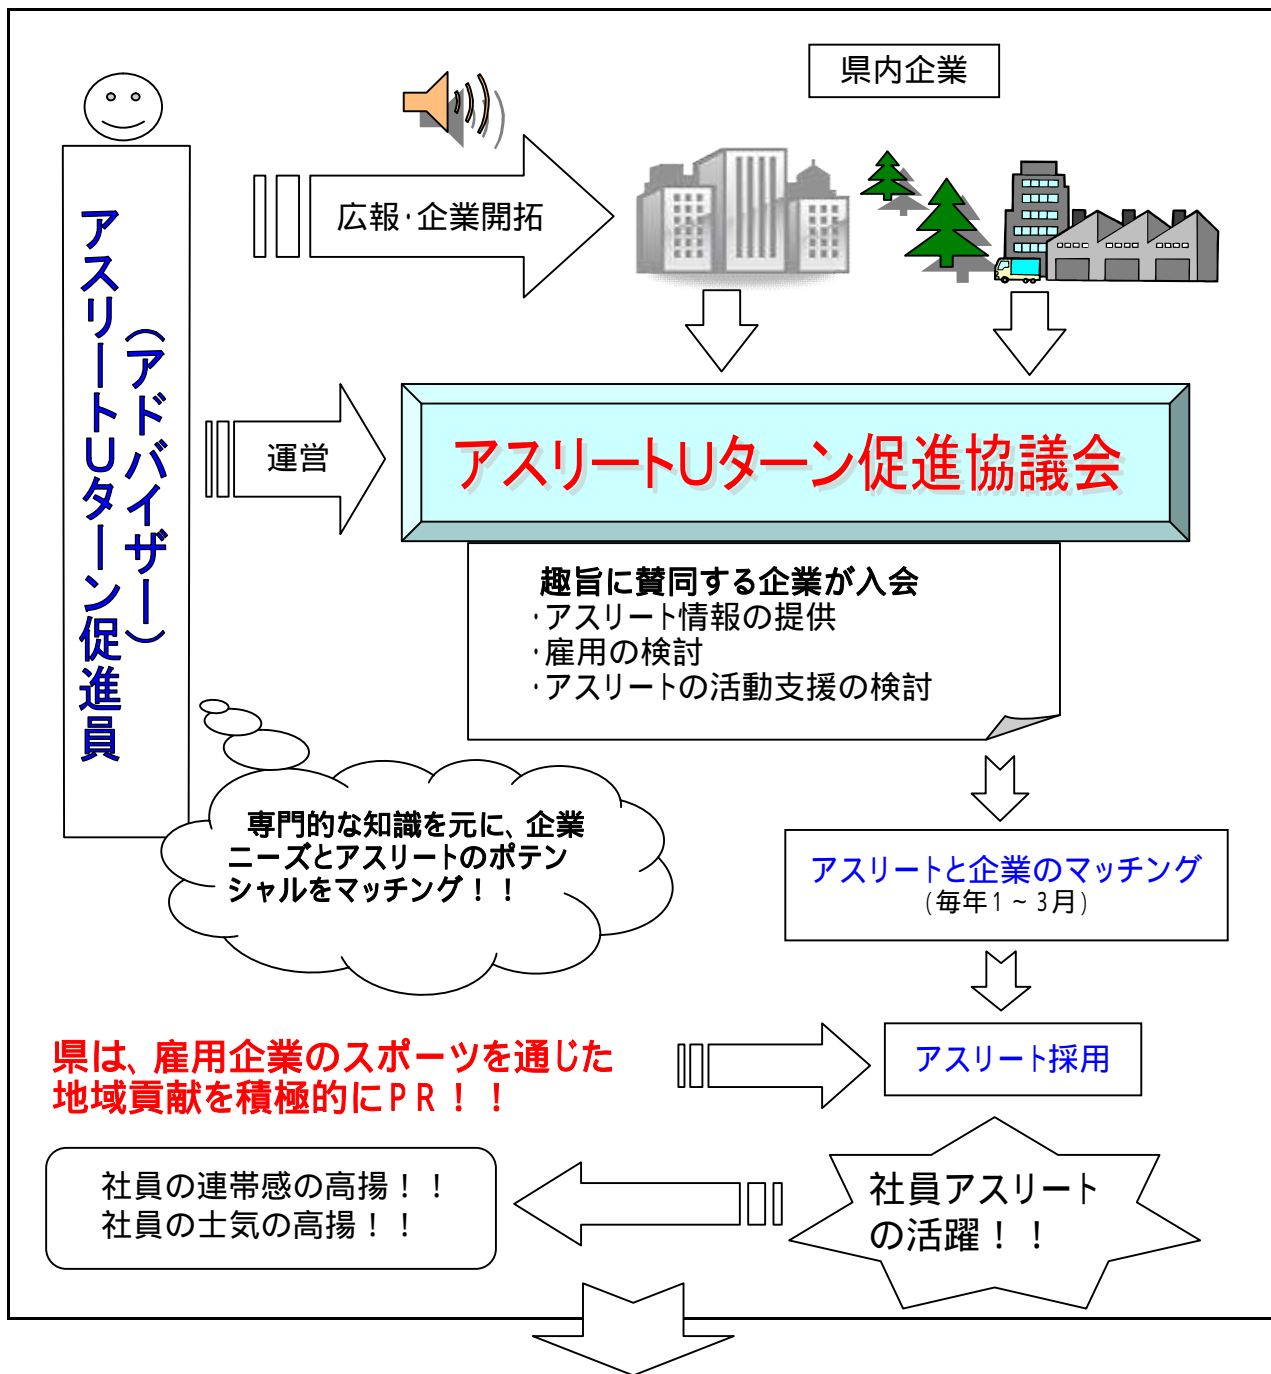 県内企業
広報・企業開拓
アスリートUターン促進員
（アドバイザー）
運営
アスリートUターン促進協議会
趣旨に賛同する企業が入会
・アスリート情報の提供
・雇用の検討
・アスリートの活動支援の検討
専門的な知識を元に、企業
ニーズとアスリートのポテン
シャルをマッチング！！
アスリートと企業のマッチング
（毎年1～3月）
県は、雇用企業のスポーツを通じた
地域貢献を積極的にPR！！
アスリート採用
社員アスリート
の活躍！！
社員の連帯感の高揚！！
社員の士気の高揚！！